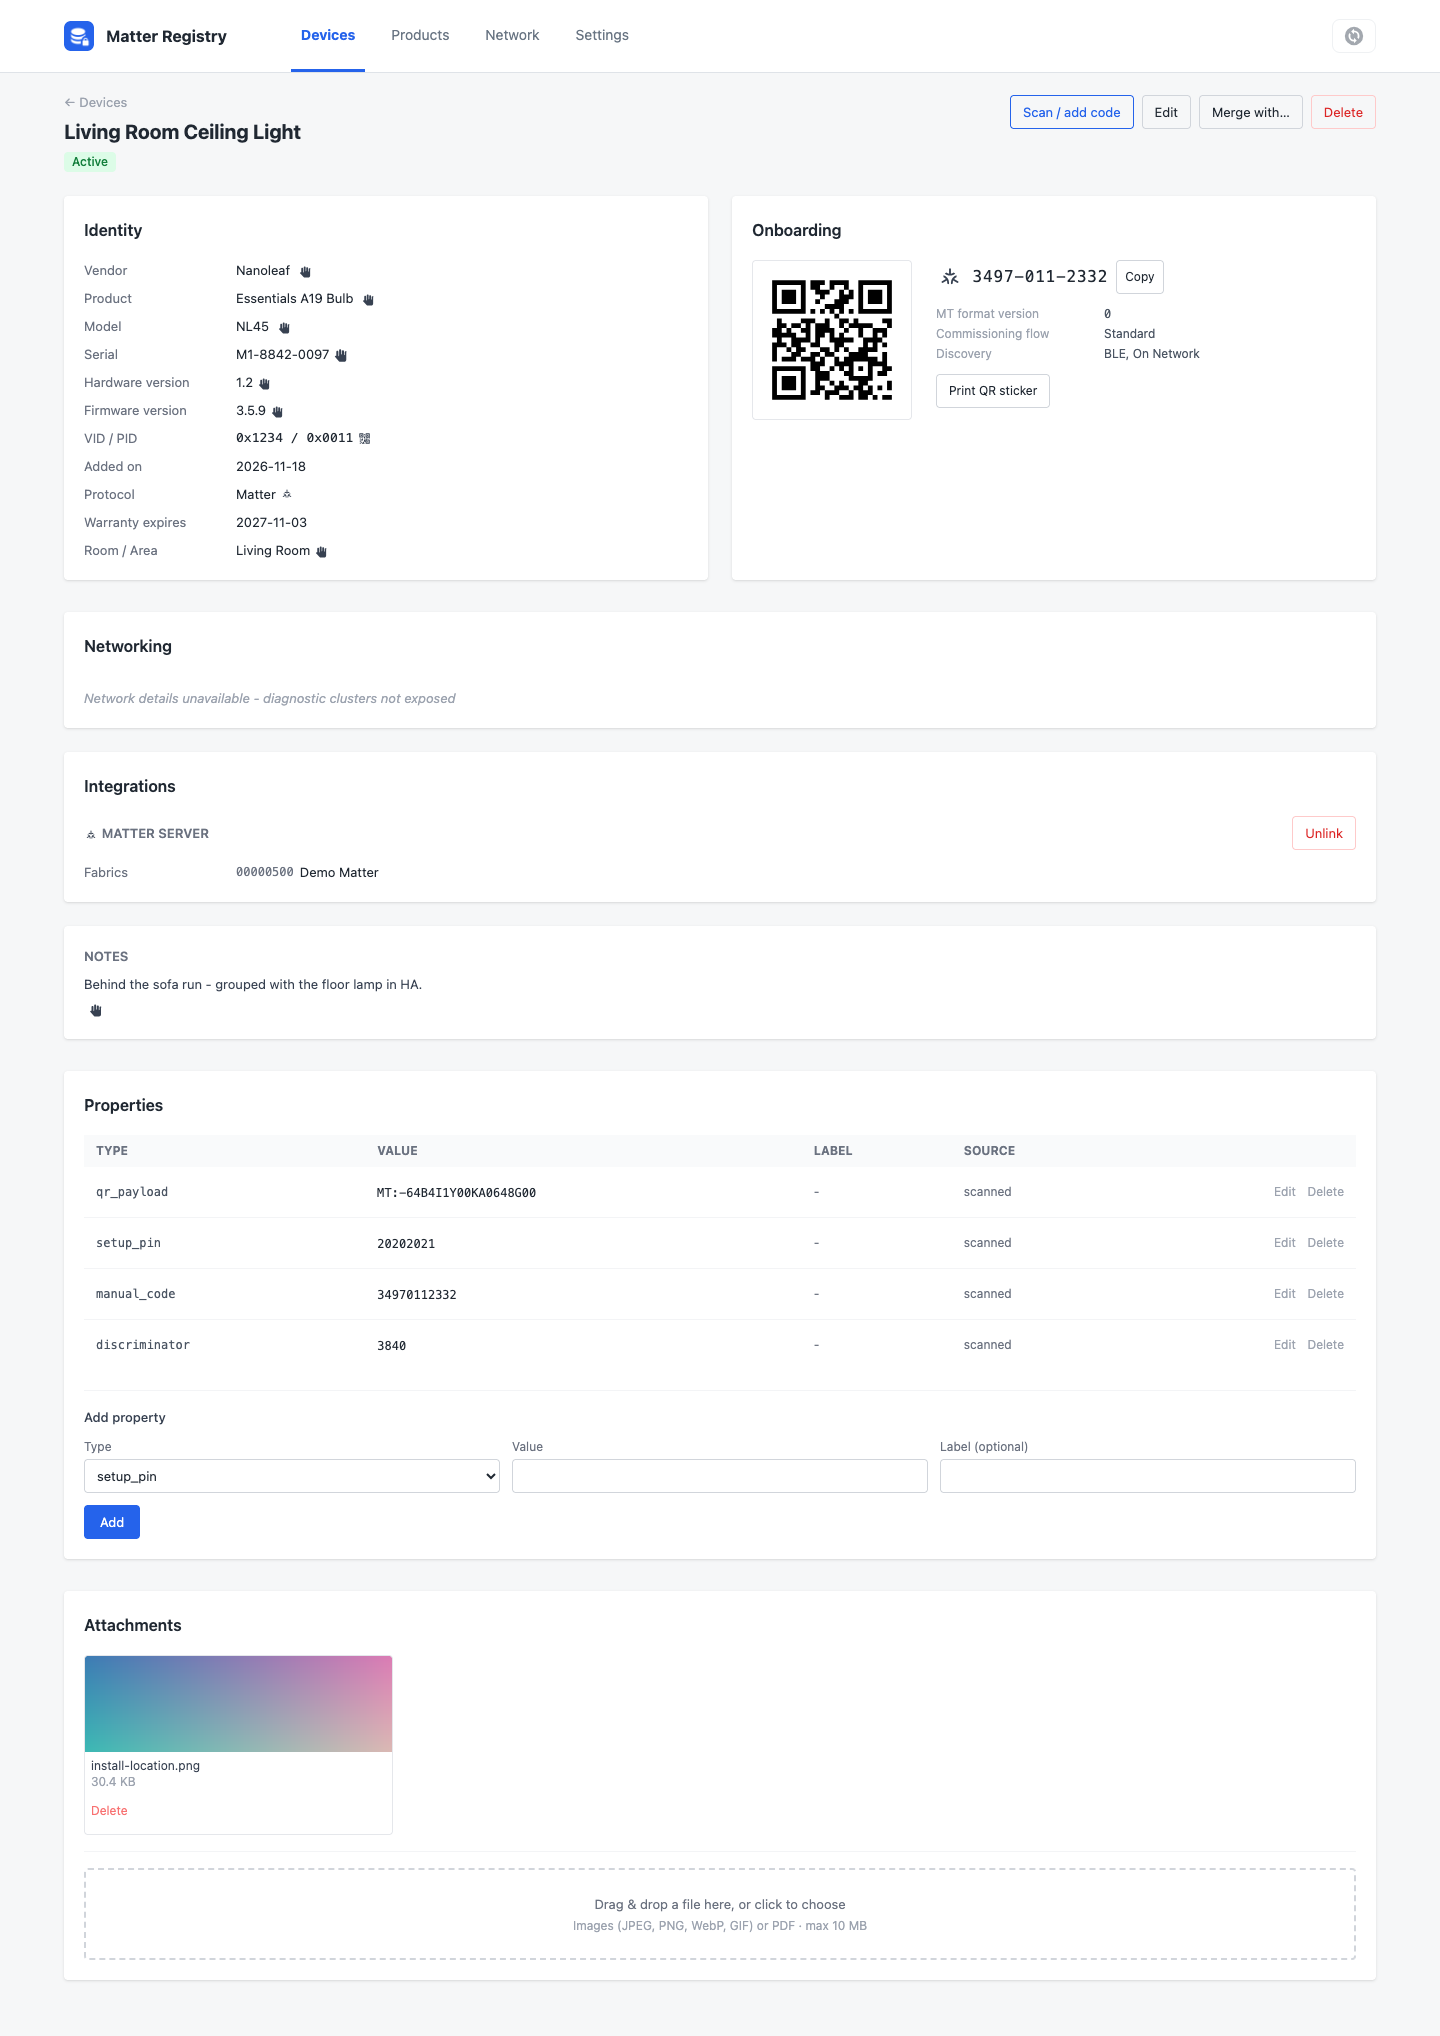 Matter Registry
Devices
Products
Network
Settings
← Devices
Living Room Ceiling Light
Active
Scan / add code
Edit
Merge with...
Delete
Identity
Vendor Nanoleaf
Product Essentials A19 Bulb
Model NL45
Serial M1-8842-0097
Hardware version 1.2
Firmware version 3.5.9
VID / PID 0x1234 / 0x0011
Added on 2026-11-18
Protocol Matter
Warranty expires 2027-11-03
Room / Area Living Room
Onboarding
3497-011-2332 Copy
MT format version 0
Commissioning flow Standard
Discovery BLE, On Network
Print QR sticker
Networking
Network details unavailable - diagnostic clusters not exposed
Integrations
MATTER SERVER Unlink
Fabrics 00000500 Demo Matter
NOTES
Behind the sofa run - grouped with the floor lamp in HA.
Properties
TYPE VALUE LABEL SOURCE
qr_payload MT:-64B4I1Y00KA0648G00 - scanned Edit Delete
setup_pin 20202021 - scanned Edit Delete
manual_code 34970112332 - scanned Edit Delete
discriminator 3840 - scanned Edit Delete
Add property
Type Value Label (optional)
setup_pin
Add
Attachments
install-location.png
30.4 KB
Delete
Drag & drop a file here, or click to choose
Images (JPEG, PNG, WebP, GIF) or PDF · max 10 MB